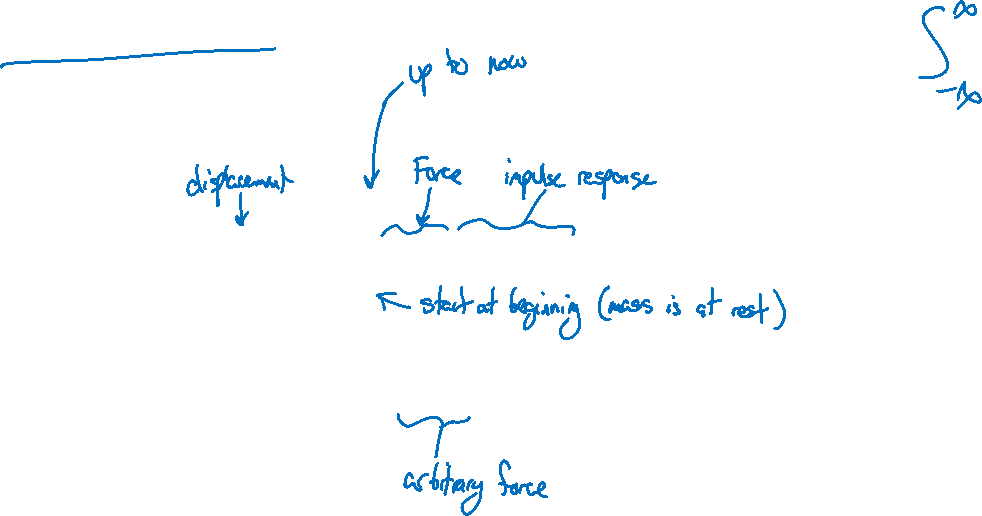 ∫
∞
-∞
up to now
displacement
Force
impulse response
start at beginning (mass is at rest)
arbitrary force